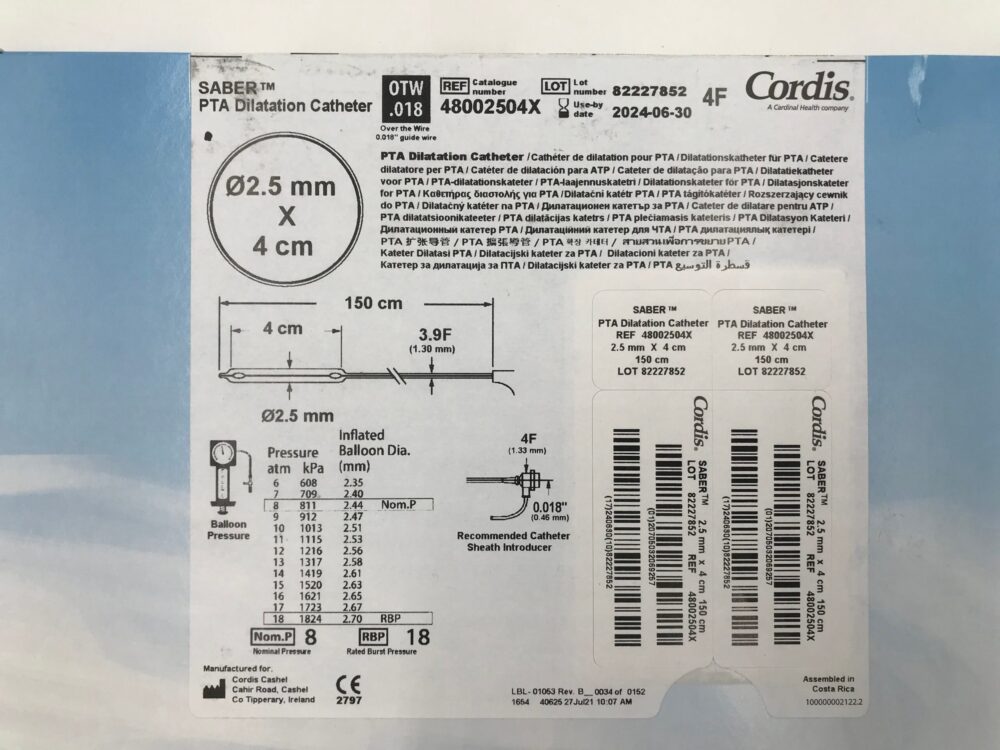 SABER™
PTA Dilatation Catheter
OTW
.018
Over the Wire
0.018" guide wire
REF Catalogue number
48002504X
LOT Lot number 82227852
Use-by date 2024-06-30
4F
Cordis®
A Cardinal Health company
Ø2.5 mm
X
4 cm
PTA Dilatation Catheter / Cathéter de dilatation pour PTA / Dilatationskatheter für PTA / Catetere
dilatatore per PTA / Catéter de dilatación para ATP / Cateter de dilatação para PTA / Dilatatiekatheter
voor PTA / PTA-dilatationskateter / PTA-laajennuskatetri / Dilatationskateter för PTA / Dilatasjonskateter
for PTA / Καθετήρας διαστολής για PTA / Dilatační katétr PTA / PTA tágítókatéter / Rozszerzający cewnik
do PTA / Dilatačný katéter na PTA / Дилатационен катетър за PTA / Cateter de dilatare pentru ATP /
PTA dilatatsioonikateeter / PTA dilatācijas katetrs / PTA plečiamasis kateteris / PTA Dilatasyon Kateteri /
Дилатационный катетер PTA / Дилатаційний катетер для ЧТА / PTA дилатациялық катетері /
PTA 扩张导管 / PTA 擴張導管 / PTA 확장 카테터 / สายสวนเพื่อการขยายPTA /
Kateter Dilatasi PTA / Dilatacijski kateter za PTA / Dilatacioni kateter za PTA /
Катетер за дилатација за ПТА / Dilatacijski kateter za PTA / PTA قسطرة التوسيع
150 cm
4 cm
3.9F
(1.30 mm)
Ø2.5 mm
SABER™
PTA Dilatation Catheter
REF 48002504X
2.5 mm X 4 cm
150 cm
LOT 82227852
SABER™
PTA Dilatation Catheter
REF 48002504X
2.5 mm X 4 cm
150 cm
LOT 82227852
Balloon
Pressure
Pressure Inflated Balloon Dia.
atm kPa (mm)
6 608 2.35
7 709 2.40
8 811 2.44 Nom.P
9 912 2.47
10 1013 2.51
11 1115 2.53
12 1216 2.56
13 1317 2.58
14 1419 2.61
15 1520 2.63
16 1621 2.65
17 1723 2.67
18 1824 2.70 RBP
Nom.P 8
Nominal Pressure
RBP 18
Rated Burst Pressure
4F
(1.33 mm)
0.018"
(0.46 mm)
Recommended Catheter
Sheath Introducer
Cordis®
SABER™ 2.5 mm x 4 cm 150 cm
LOT 82227852 REF 48002504X
(01)20705032069257
(17)240630(10)82227852
Cordis®
SABER™ 2.5 mm x 4 cm 150 cm
LOT 82227852 REF 48002504X
(01)20705032069257
(17)240630(10)82227852
Manufactured for:
Cordis Cashel
Cahir Road, Cashel
Co Tipperary, Ireland
CE
2797
LBL-01053 Rev. B__0034 of 0152
1654 40625 27Jul21 10:07 AM
Assembled in
Costa Rica
100000002122.2